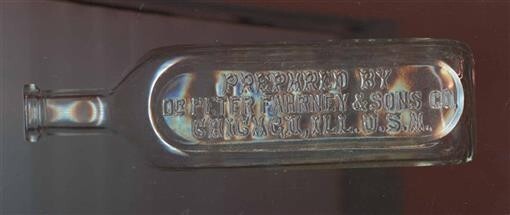 PREPARED BY
DR PETER FAHRNEY & SONS CO.
CHICAGO, ILL. U.S.A.